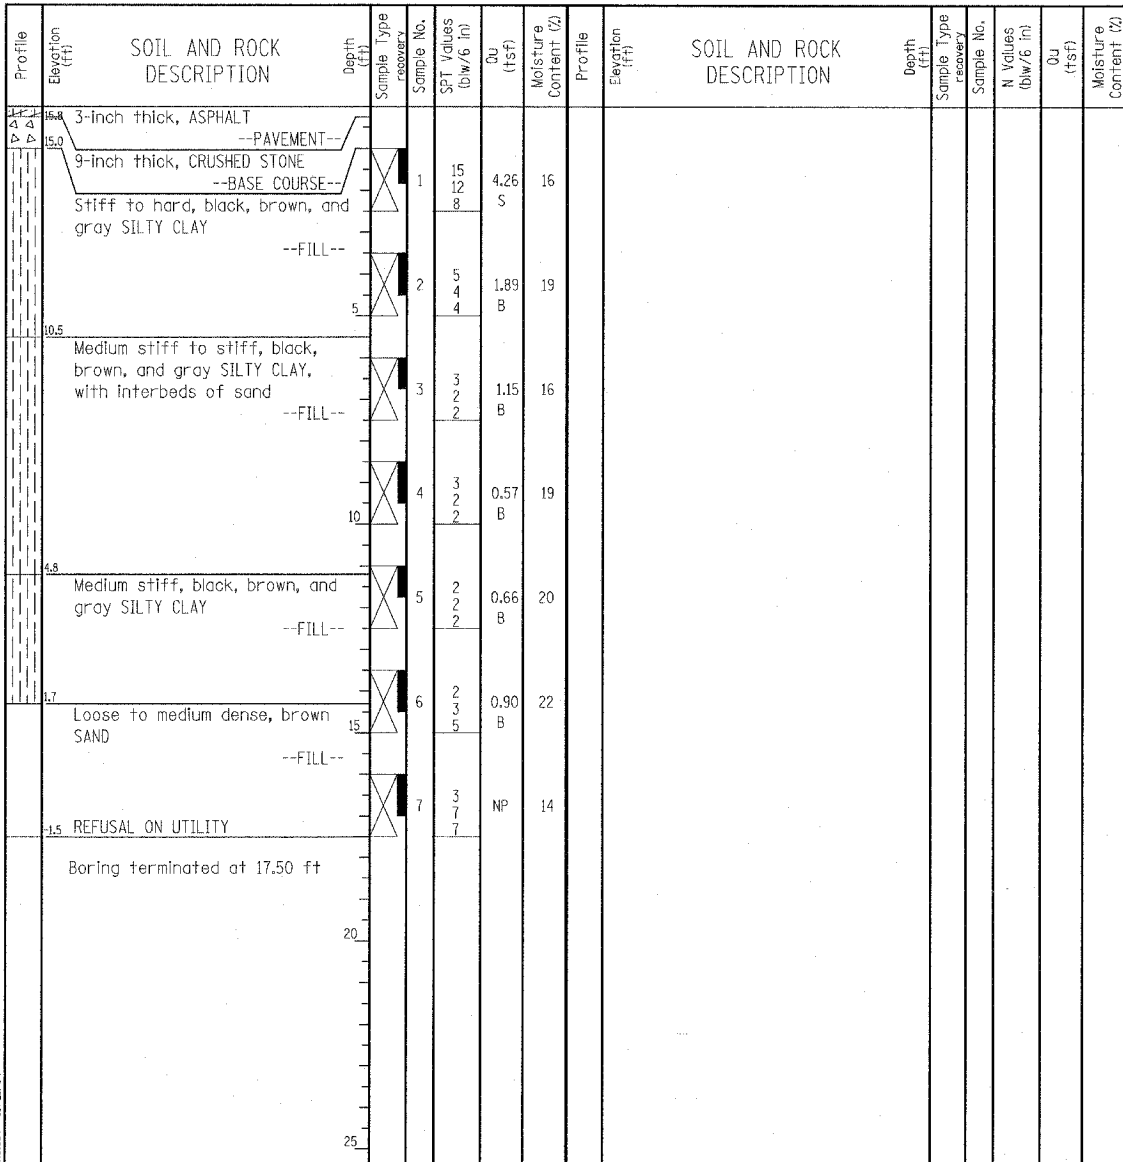 Profile
Elevation (ft)
SOIL AND ROCK
DESCRIPTION
Depth (ft)
Sample Type
recovery
Sample No.
SPT Values
(blw/6 in)
Qu
(tsf)
Moisture
Content (%)
Profile
Elevation
(ft)
SOIL AND ROCK
DESCRIPTION
Depth
(ft)
Sample Type
recovery
Sample No.
N Values
(blw/6 in)
Qu
(tsf)
Moisture
Content (%)
15.8 3-inch thick, ASPHALT
--PAVEMENT--
15.0
9-inch thick, CRUSHED STONE
--BASE COURSE--
1 15 12 8 4.26 S 16
Stiff to hard, black, brown, and
gray SILTY CLAY
--FILL--
2 5 4 4 1.89 B 19
5
10.5
Medium stiff to stiff, black,
brown, and gray SILTY CLAY,
with interbeds of sand
--FILL--
3 3 2 2 1.15 B 16
4 3 2 2 0.57 B 19
10
4.8
Medium stiff, black, brown, and
gray SILTY CLAY
--FILL--
5 2 2 2 0.66 B 20
6 2 3 5 0.90 B 22
1.7
Loose to medium dense, brown
SAND
15
--FILL--
7 3 7 7 NP 14
-1.5 REFUSAL ON UTILITY
Boring terminated at 17.50 ft
20
25